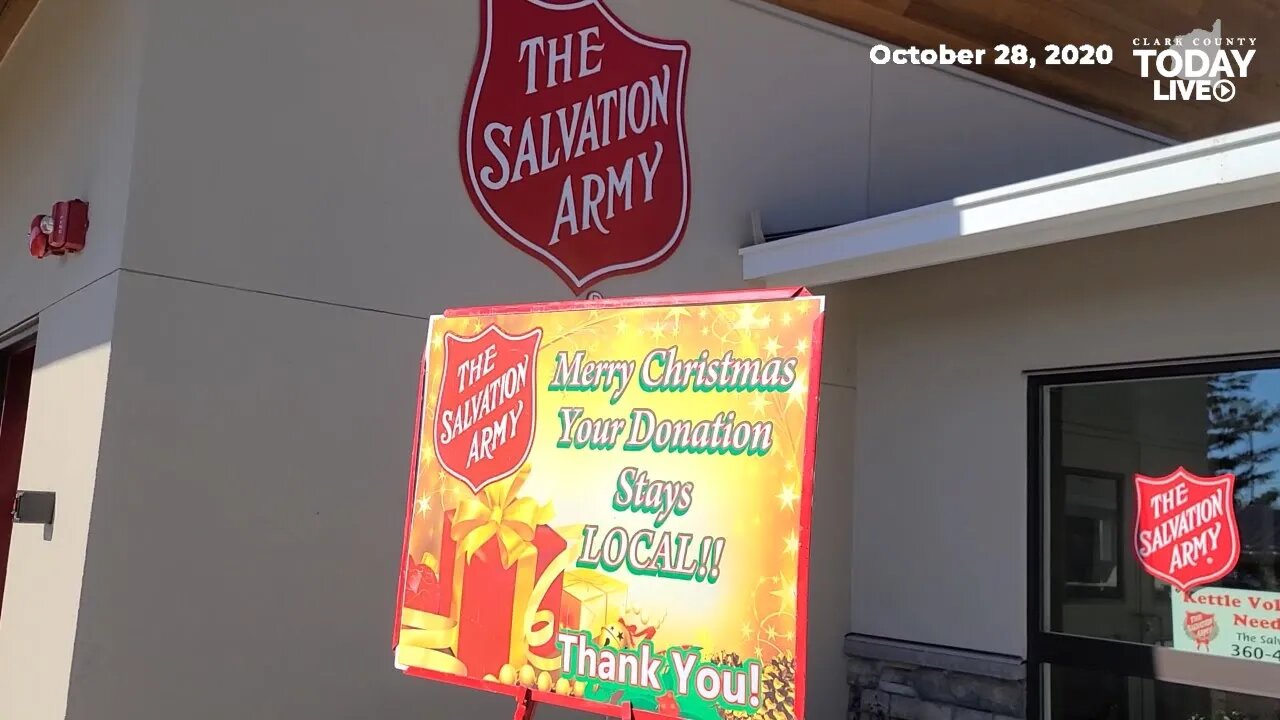 October 28, 2020
CLARK COUNTY
TODAY
LIVE
THE
SALVATION
ARMY
THE
SALVATION
ARMY
Merry Christmas
Your Donation
Stays
LOCAL!!
Thank You!
THE
SALVATION
ARMY
Kettle
Need
The
360-4